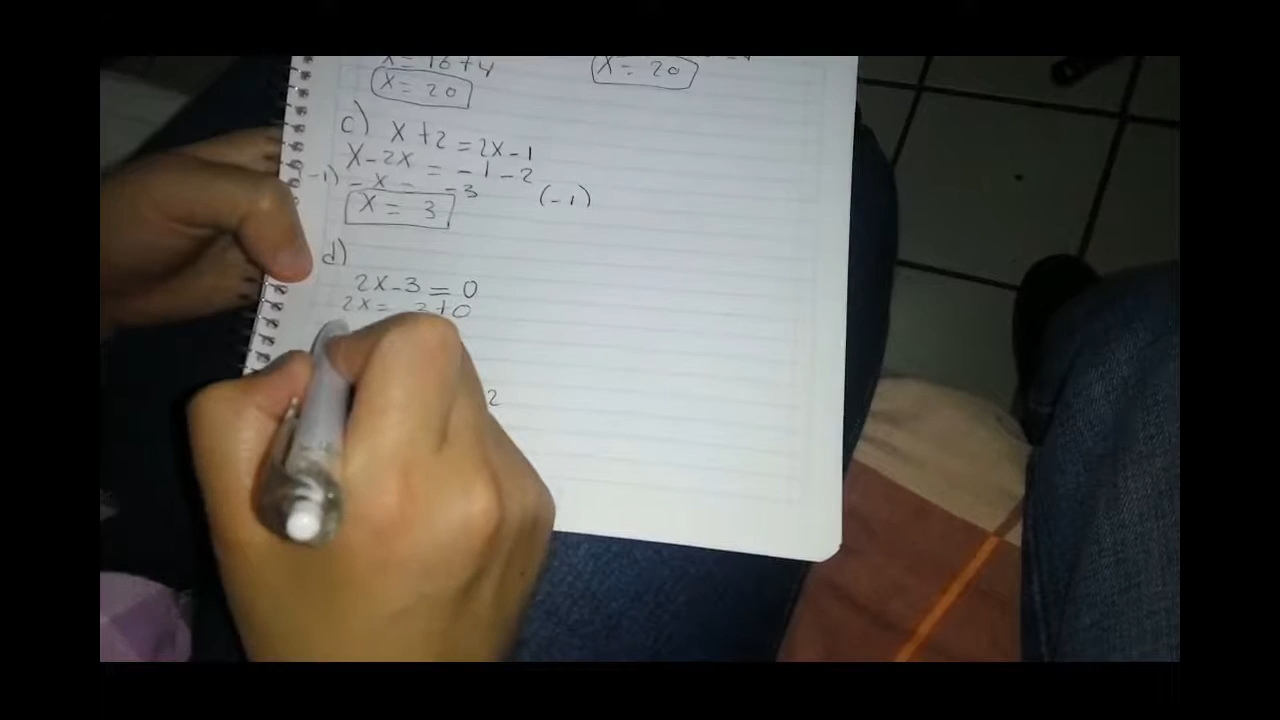 x = 16 + 4
x = 20
x = 20
c) x + 2 = 2x - 1
x - 2x = -1 - 2
(-1) - x = -3 (-1)
x = 3
d)
2x - 3 = 0
2x = 3 + 0
2